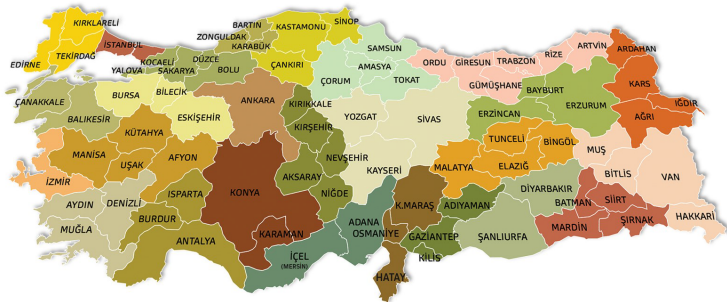 KIRKLARELİ
EDİRNE
TEKİRDAĞ
İSTANBUL
YALOVA
KOCAELİ
SAKARYA
DÜZCE
BOLU
ZONGULDAK
BARTIN
KARABÜK
KASTAMONU
SİNOP
ÇANKIRI
SAMSUN
AMASYA
ÇORUM
TOKAT
ORDU
GİRESUN
TRABZON
RİZE
ARTVİN
ARDAHAN
GÜMÜŞHANE
BAYBURT
KARS
IĞDIR
AĞRI
ERZURUM
ERZİNCAN
ÇANAKKALE
BALIKESİR
BURSA
BİLECİK
ESKİŞEHİR
KÜTAHYA
ANKARA
KIRIKKALE
KIRŞEHİR
YOZGAT
SİVAS
TUNCELİ
BİNGÖL
ELAZIĞ
MALATYA
MUŞ
BİTLİS
VAN
MANİSA
UŞAK
AFYON
İZMİR
AYDIN
DENİZLİ
MUĞLA
ISPARTA
BURDUR
ANTALYA
KONYA
KARAMAN
AKSARAY
NEVŞEHİR
NİĞDE
KAYSERİ
K.MARAŞ
ADIYAMAN
DİYARBAKIR
BATMAN
SİİRT
ŞIRNAK
HAKKARİ
MARDİN
ŞANLIURFA
GAZİANTEP
KİLİS
ADANA
OSMANİYE
HATAY
İÇEL
(MERSİN)